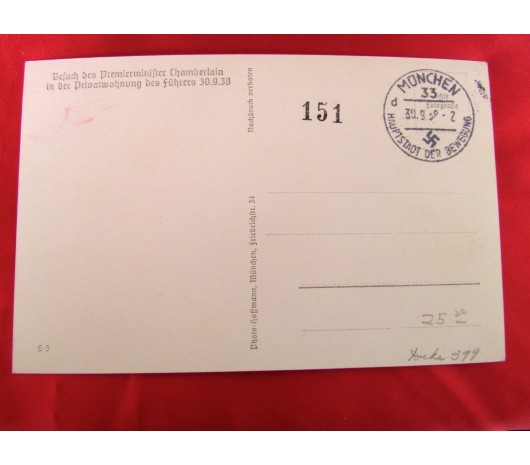 Besuch des Premierminister Chamberlain
in der Privatwohnung des Führers 30.9.38
Nachdruck verboten
Photo-Hoffmann, München, Friedrichstr. 34
151
MÜNCHEN
33
d
30.9.38 - 2
HAUPTSTADT DER BEWEGUNG
25
399